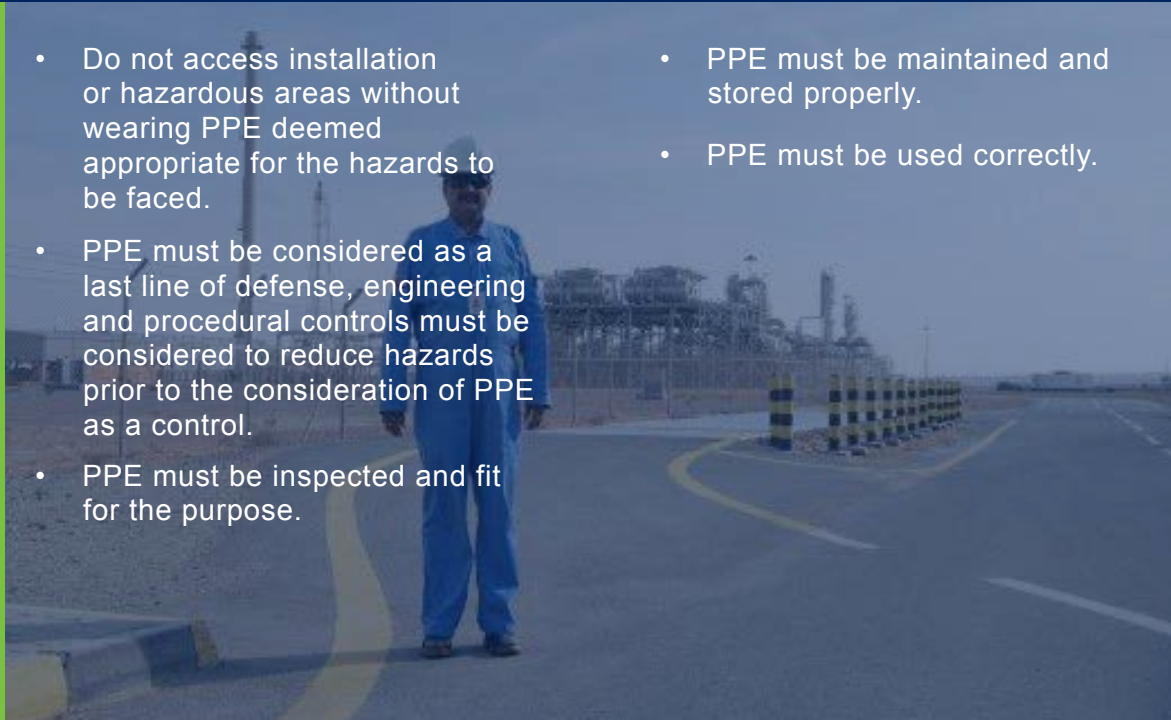 • Do not access installation
or hazardous areas without
wearing PPE deemed
appropriate for the hazards to
be faced.
• PPE must be considered as a
last line of defense, engineering
and procedural controls must be
considered to reduce hazards
prior to the consideration of PPE
as a control.
• PPE must be inspected and fit
for the purpose.
• PPE must be maintained and
stored properly.
• PPE must be used correctly.